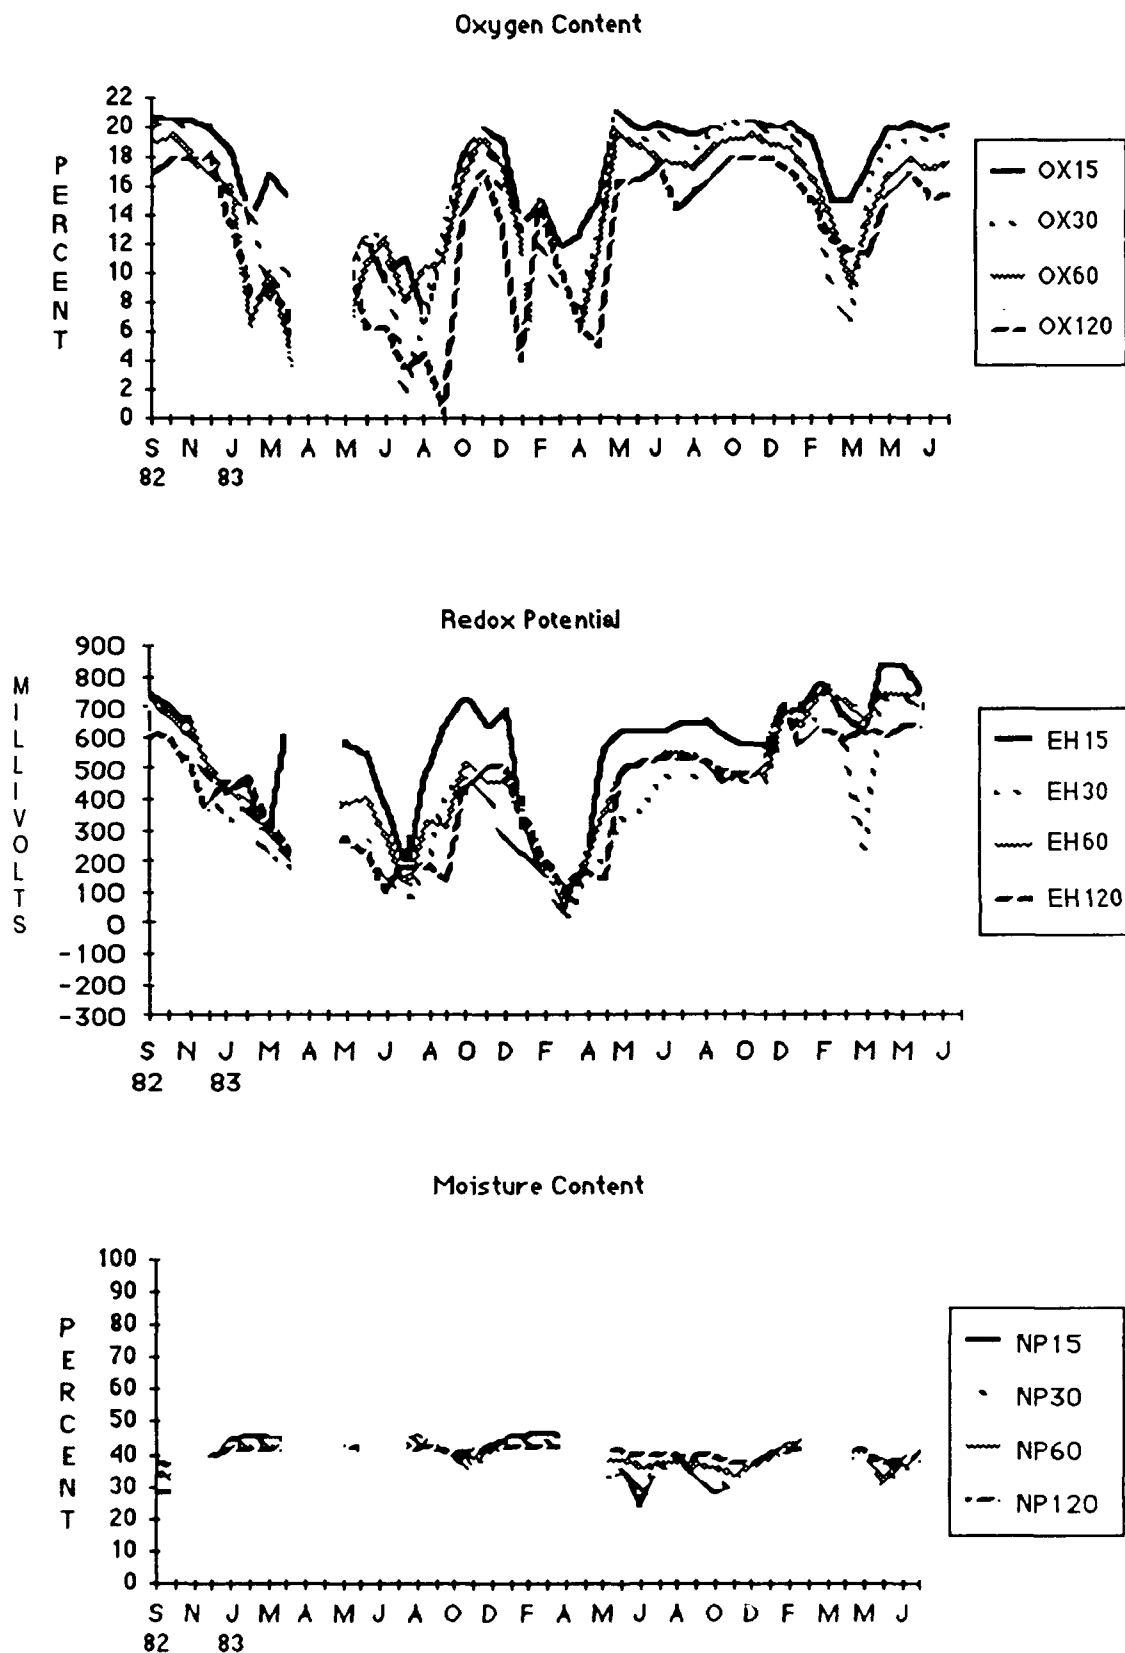 Oxygen Content
PERCENT
22
20
18
16
14
12
10
8
6
4
2
0
S N J M A M J A O D F A M J A O D F M M J
82 83
OX15
OX30
OX60
OX120
Redox Potential
MILLIVOLTS
900
800
700
600
500
400
300
200
100
0
-100
-200
-300
S N J M A M J A O D F A M J A O D F M M J
82 83
EH15
EH30
EH60
EH120
Moisture Content
PERCENT
100
90
80
70
60
50
40
30
20
10
0
S N J M A M J A O D F A M J A O D F M M J
82 83
NP15
NP30
NP60
NP120